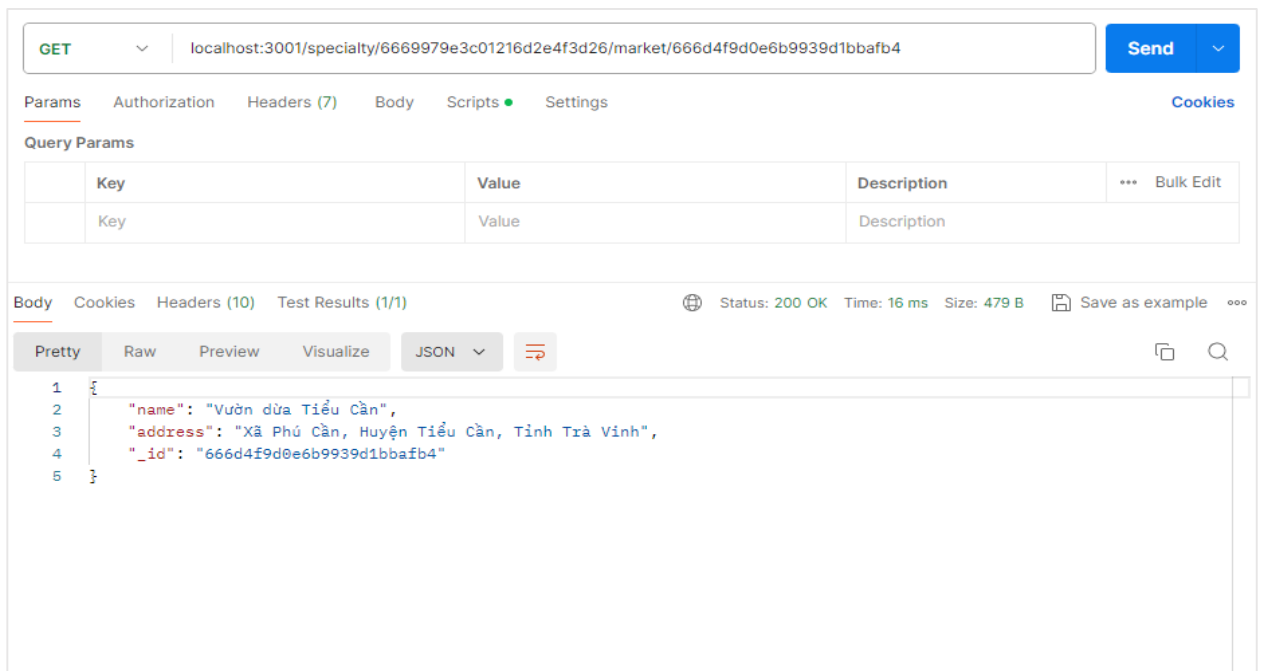 GET localhost:3001/specialty/6669979e3c01216d2e4f3d26/market/666d4f9d0e6b9939d1bbafb4 Send
Params Authorization Headers (7) Body Scripts Settings Cookies
Query Params
Key Value Description ••• Bulk Edit
Key Value Description
Body Cookies Headers (10) Test Results (1/1) Status: 200 OK Time: 16 ms Size: 479 B Save as example
Pretty Raw Preview Visualize JSON
1 {
2 "name": "Vườn dừa Tiểu Cần",
3 "address": "Xã Phú Cần, Huyện Tiểu Cần, Tỉnh Trà Vinh",
4 "_id": "666d4f9d0e6b9939d1bbafb4"
5 }